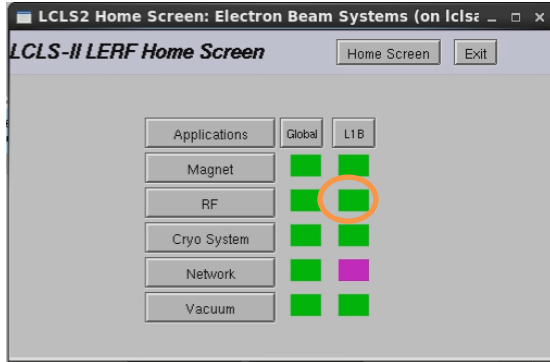 LCLS2 Home Screen: Electron Beam Systems (on lclsa
LCLS-II LERF Home Screen Home Screen Exit
Applications Global L1B
Magnet
RF
Cryo System
Network
Vacuum